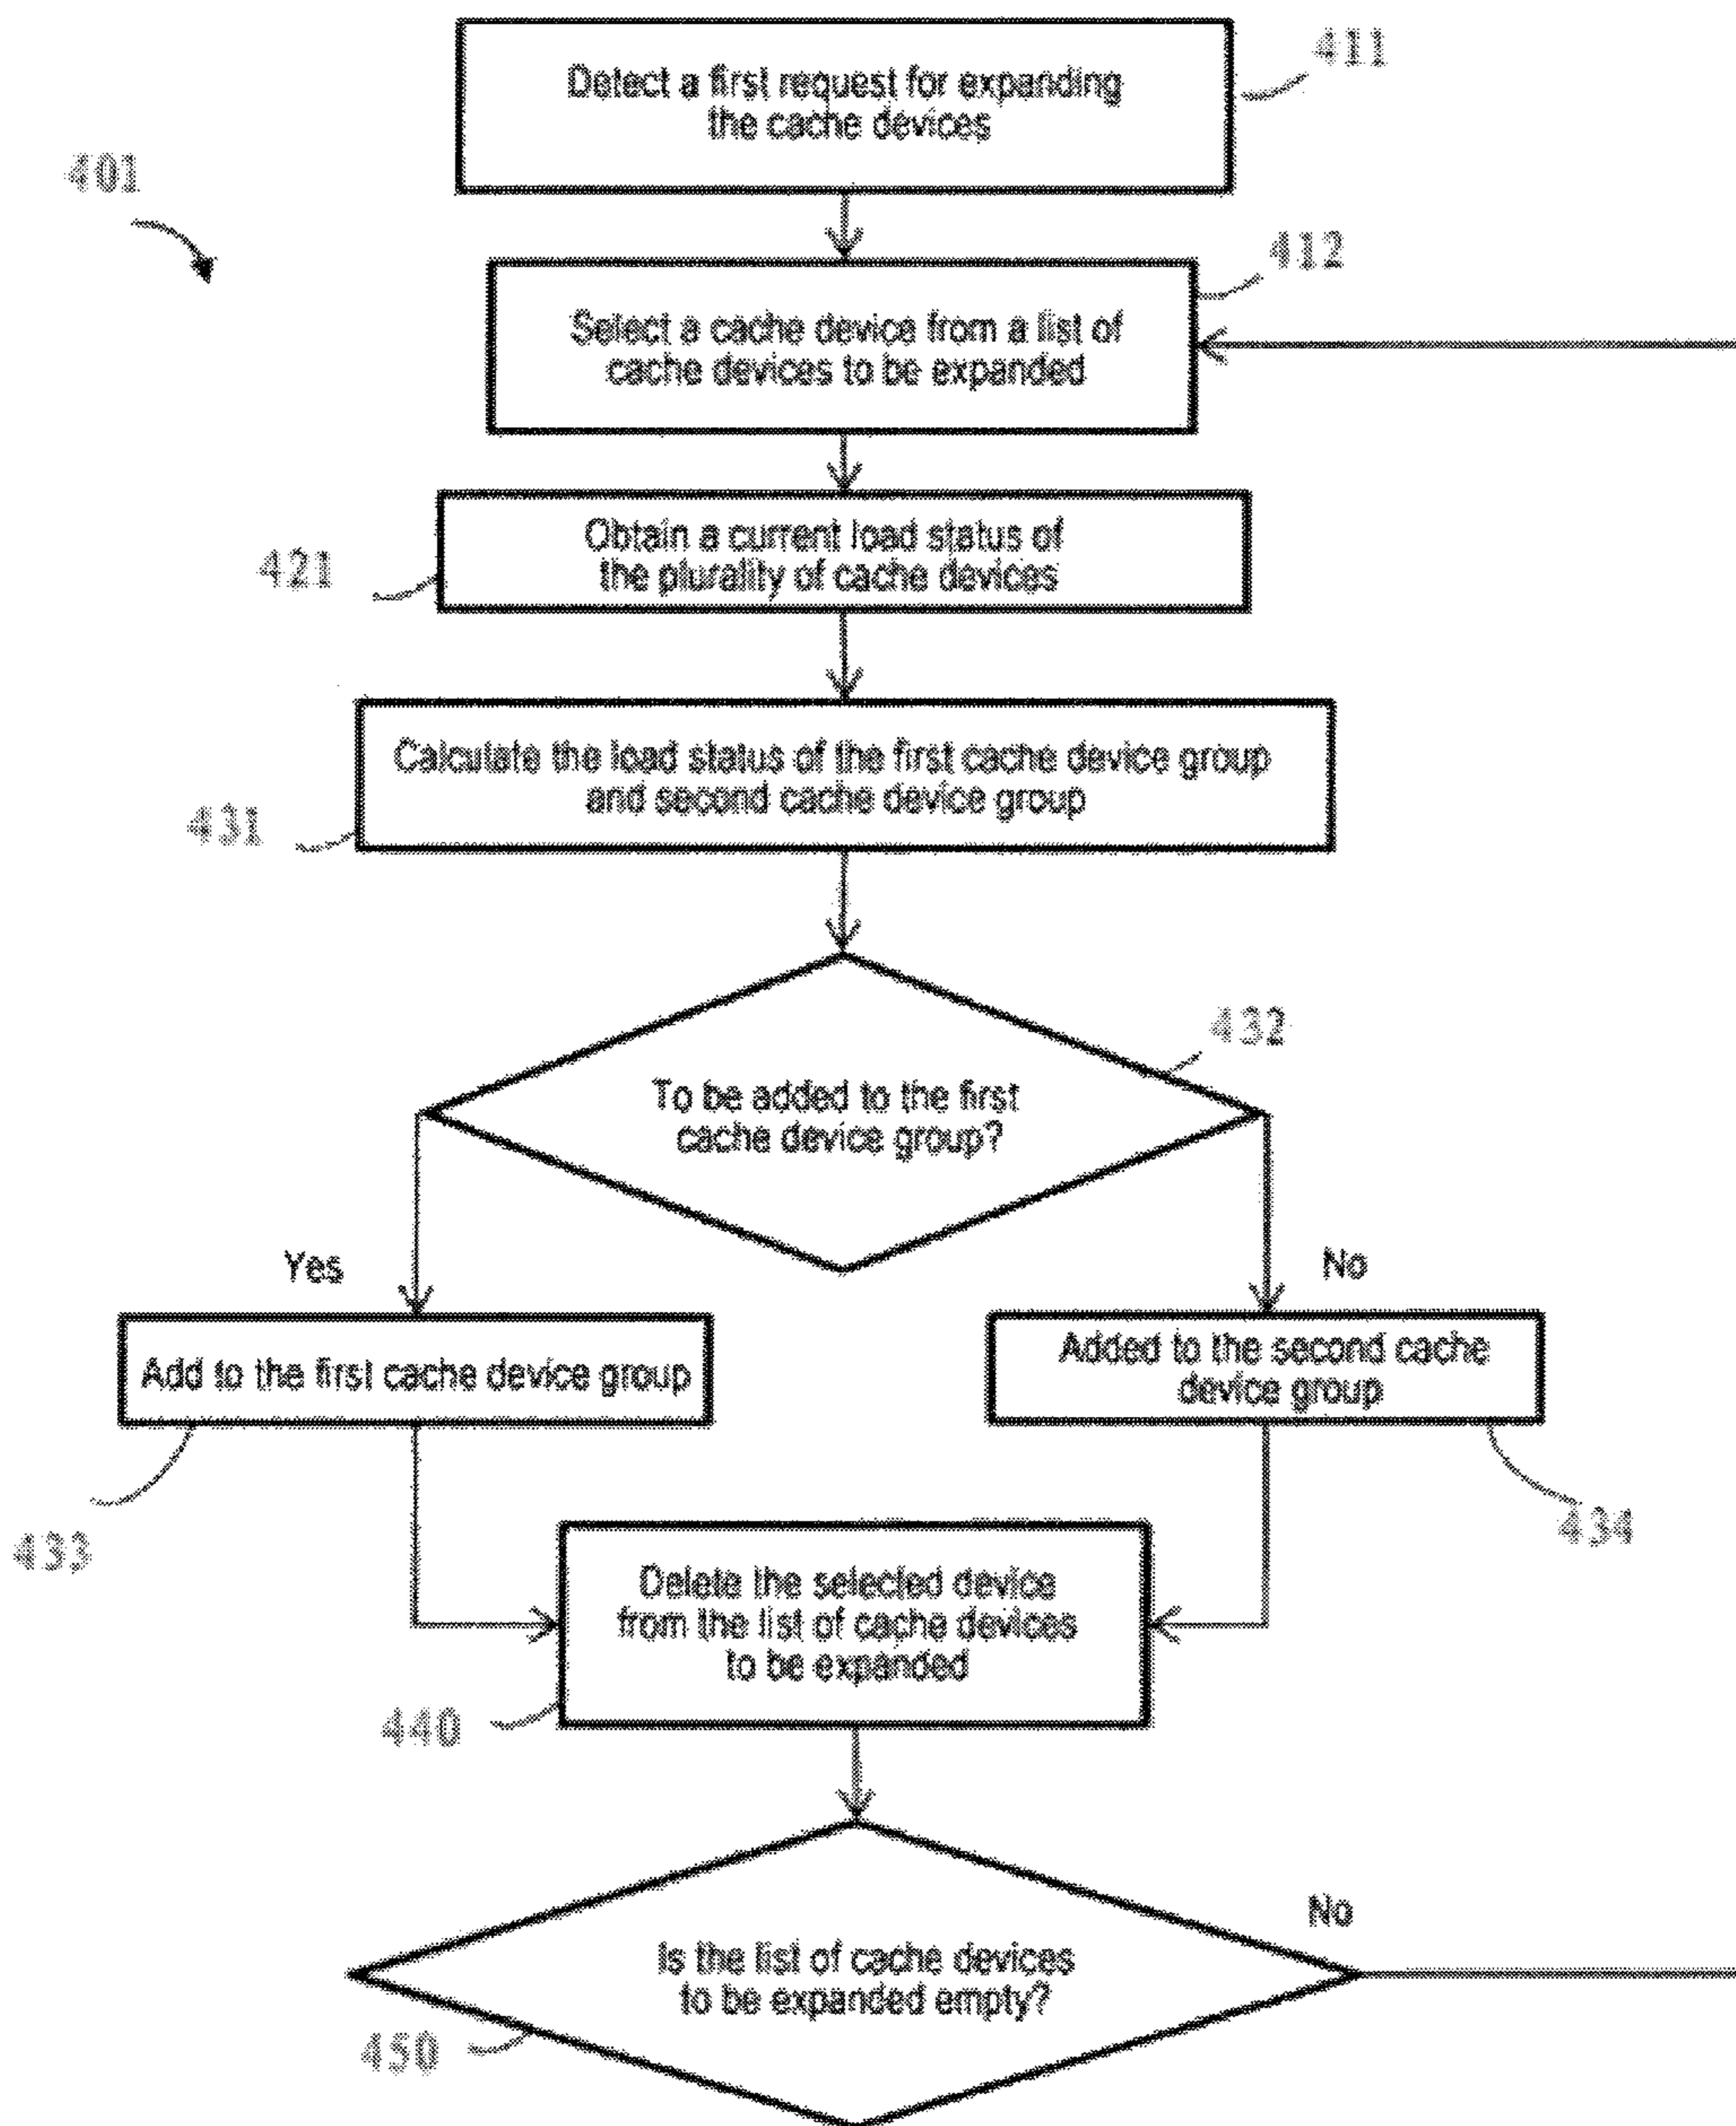 411
Detect a first request for expanding
the cache devices
401
412
Select a cache device from a list of
cache devices to be expanded
Obtain a current load status of
the plurality of cache devices
421
Calculate the load status of the first cache device group
and second cache device group
431
432
To be added to the first
cache device group?
Yes
No
Add to the first cache device group
Added to the second cache
device group
433
434
Delete the selected device
from the list of cache devices
to be expanded
440
No
Is the list of cache devices
to be expanded empty?
450